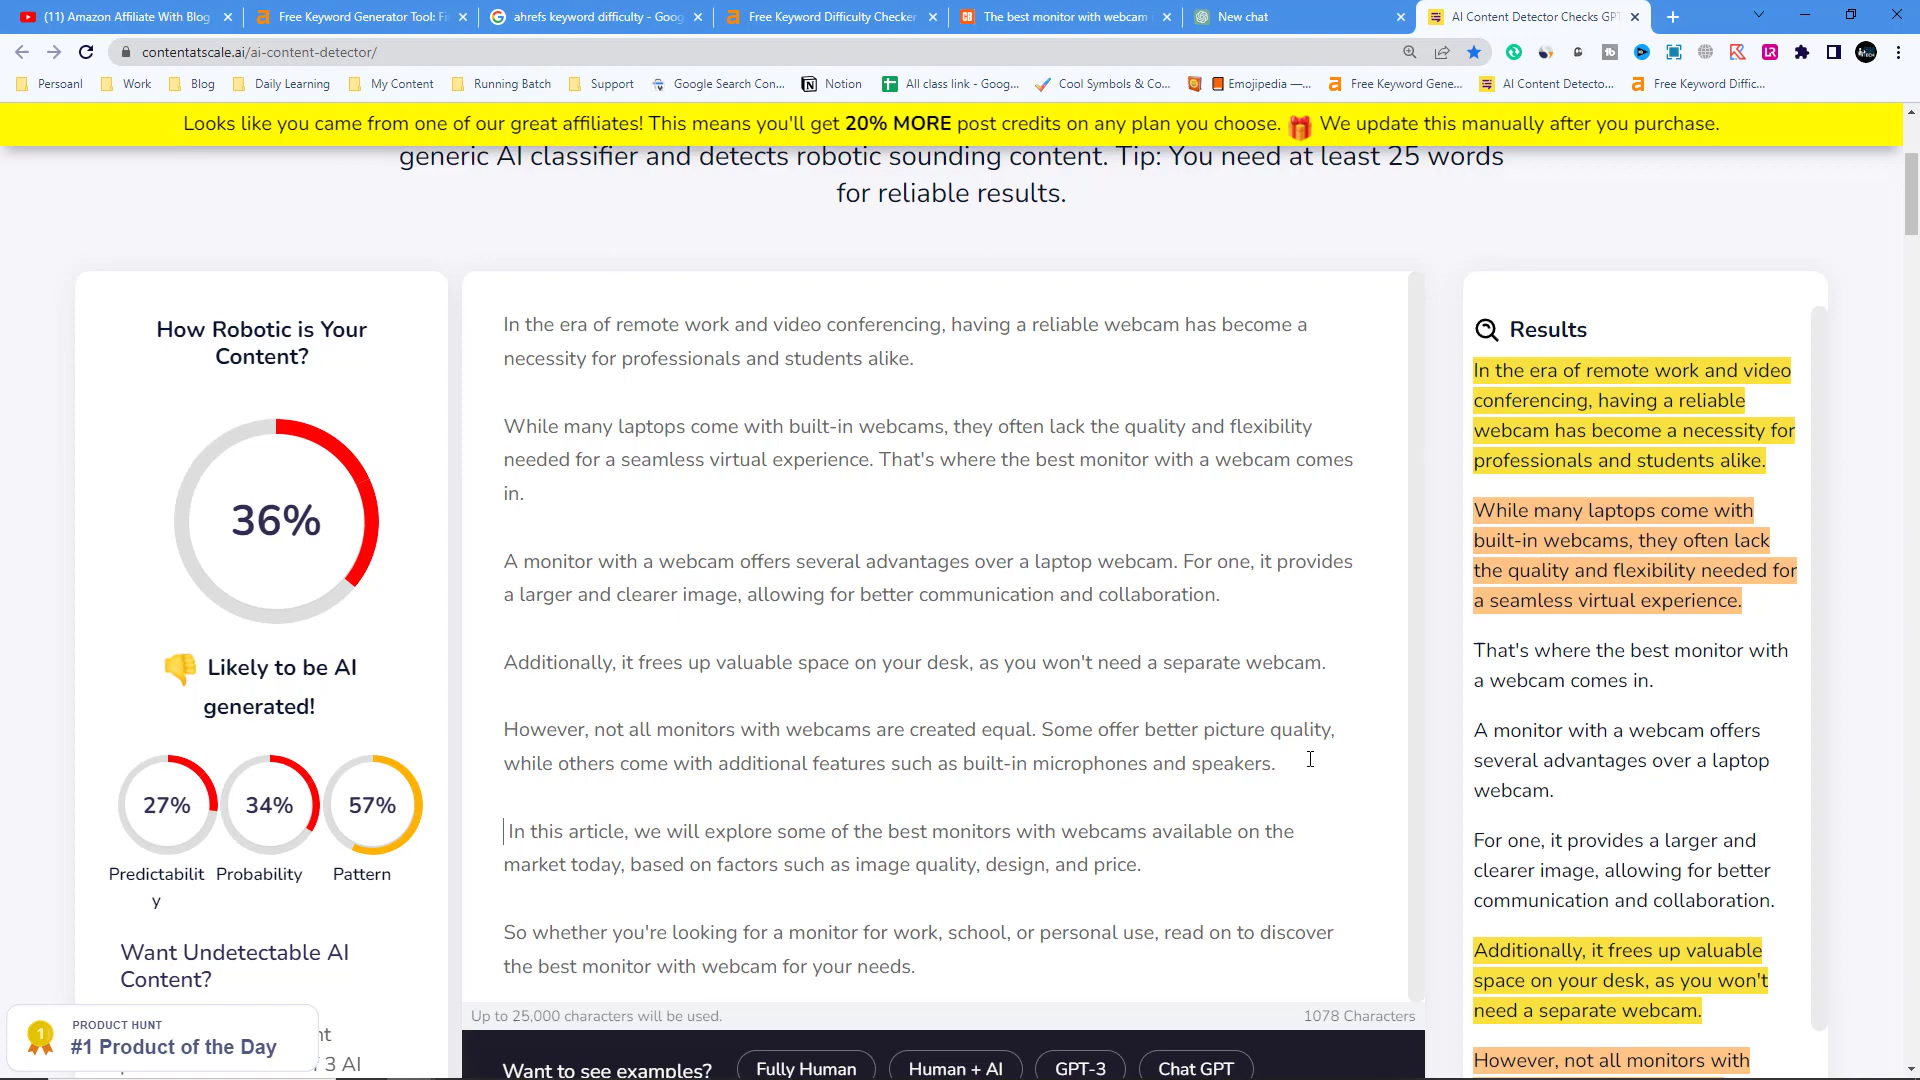 (11) Amazon Affiliate With Blog
Free Keyword Generator Tool: Fi
ahrefs keyword difficulty - Goog
Free Keyword Difficulty Checker
The best monitor with webcam
New chat
AI Content Detector Checks GPT
contentatscale.ai/ai-content-detector/
Persoanl
Work
Blog
Daily Learning
My Content
Running Batch
Support
Google Search Con...
Notion
All class link - Goog...
Cool Symbols & Co...
Emojipedia —...
Free Keyword Gene...
AI Content Detecto...
Free Keyword Diffic...
Looks like you came from one of our great affiliates! This means you'll get 20% MORE post credits on any plan you choose. 🎁 We update this manually after you purchase.
generic AI classifier and detects robotic sounding content. Tip: You need at least 25 words
for reliable results.
How Robotic is Your
Content?
36%
👎 Likely to be AI
generated!
27%
34%
57%
Predictabilit
y
Probability
Pattern
Want Undetectable AI
Content?
nt
f 3 AI
PRODUCT HUNT
#1 Product of the Day
In the era of remote work and video conferencing, having a reliable webcam has become a
necessity for professionals and students alike.
While many laptops come with built-in webcams, they often lack the quality and flexibility
needed for a seamless virtual experience. That's where the best monitor with a webcam comes
in.
A monitor with a webcam offers several advantages over a laptop webcam. For one, it provides
a larger and clearer image, allowing for better communication and collaboration.
Additionally, it frees up valuable space on your desk, as you won't need a separate webcam.
However, not all monitors with webcams are created equal. Some offer better picture quality,
while others come with additional features such as built-in microphones and speakers.
In this article, we will explore some of the best monitors with webcams available on the
market today, based on factors such as image quality, design, and price.
So whether you're looking for a monitor for work, school, or personal use, read on to discover
the best monitor with webcam for your needs.
Up to 25,000 characters will be used.
1078 Characters
Want to see examples?
Fully Human
Human + AI
GPT-3
Chat GPT
Results
In the era of remote work and video
conferencing, having a reliable
webcam has become a necessity for
professionals and students alike.
While many laptops come with
built-in webcams, they often lack
the quality and flexibility needed for
a seamless virtual experience.
That's where the best monitor with
a webcam comes in.
A monitor with a webcam offers
several advantages over a laptop
webcam.
For one, it provides a larger and
clearer image, allowing for better
communication and collaboration.
Additionally, it frees up valuable
space on your desk, as you won't
need a separate webcam.
However, not all monitors with